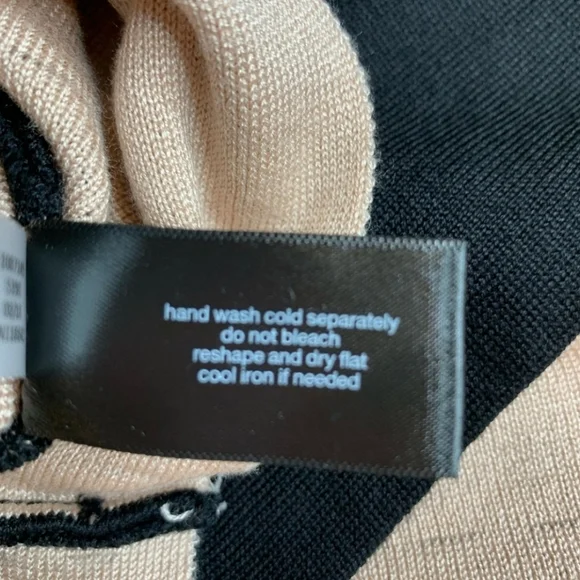 hand wash cold separately
do not bleach
reshape and dry flat
cool iron if needed